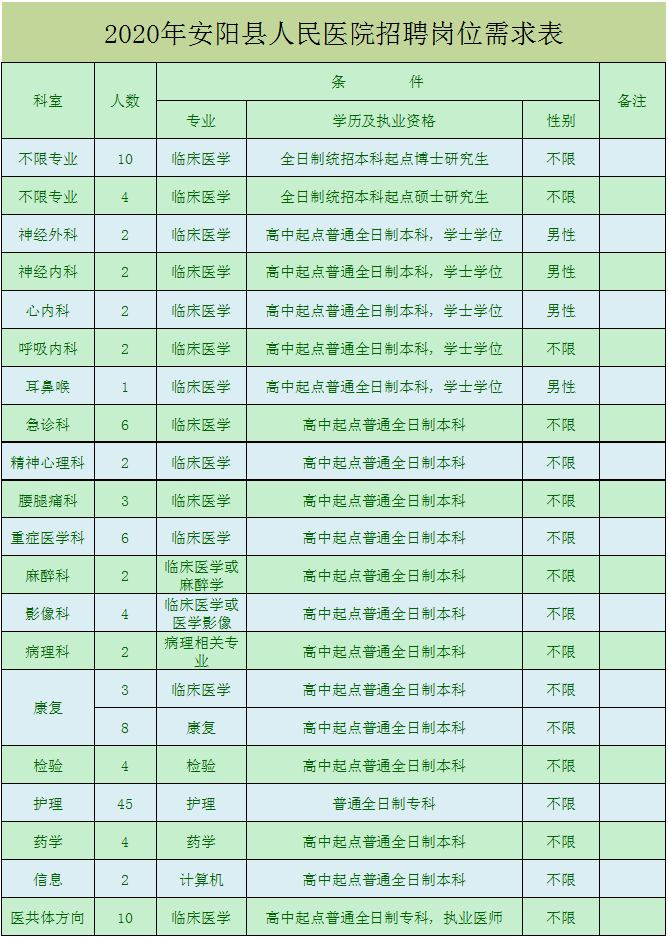 2020年安阳县人民医院招聘岗位需求表
科室 人数 条 件 备注
专业 学历及执业资格 性别
不限专业 10 临床医学 全日制统招本科起点博士研究生 不限
不限专业 4 临床医学 全日制统招本科起点硕士研究生 不限
神经外科 2 临床医学 高中起点普通全日制本科，学士学位 男性
神经内科 2 临床医学 高中起点普通全日制本科，学士学位 男性
心内科 2 临床医学 高中起点普通全日制本科，学士学位 男性
呼吸内科 2 临床医学 高中起点普通全日制本科，学士学位 不限
耳鼻喉 1 临床医学 高中起点普通全日制本科，学士学位 男性
急诊科 6 临床医学 高中起点普通全日制本科 不限
精神心理科 2 临床医学 高中起点普通全日制本科 不限
腰腿痛科 3 临床医学 高中起点普通全日制本科 不限
重症医学科 6 临床医学 高中起点普通全日制本科 不限
麻醉科 2 临床医学或麻醉学 高中起点普通全日制本科 不限
影像科 4 临床医学或医学影像 高中起点普通全日制本科 不限
病理科 2 病理相关专业 高中起点普通全日制本科 不限
康复 3 临床医学 高中起点普通全日制本科 不限
8 康复 高中起点普通全日制本科 不限
检验 4 检验 高中起点普通全日制本科 不限
护理 45 护理 普通全日制专科 不限
药学 4 药学 高中起点普通全日制本科 不限
信息 2 计算机 高中起点普通全日制本科 不限
医共体方向 10 临床医学 高中起点普通全日制专科，执业医师 不限